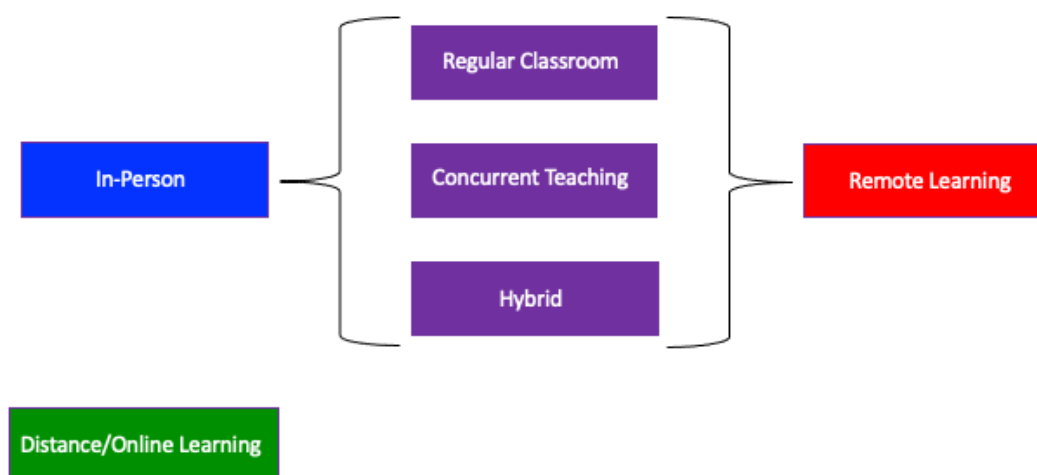 Regular Classroom
In-Person
Concurrent Teaching
Remote Learning
Hybrid
Distance/Online Learning